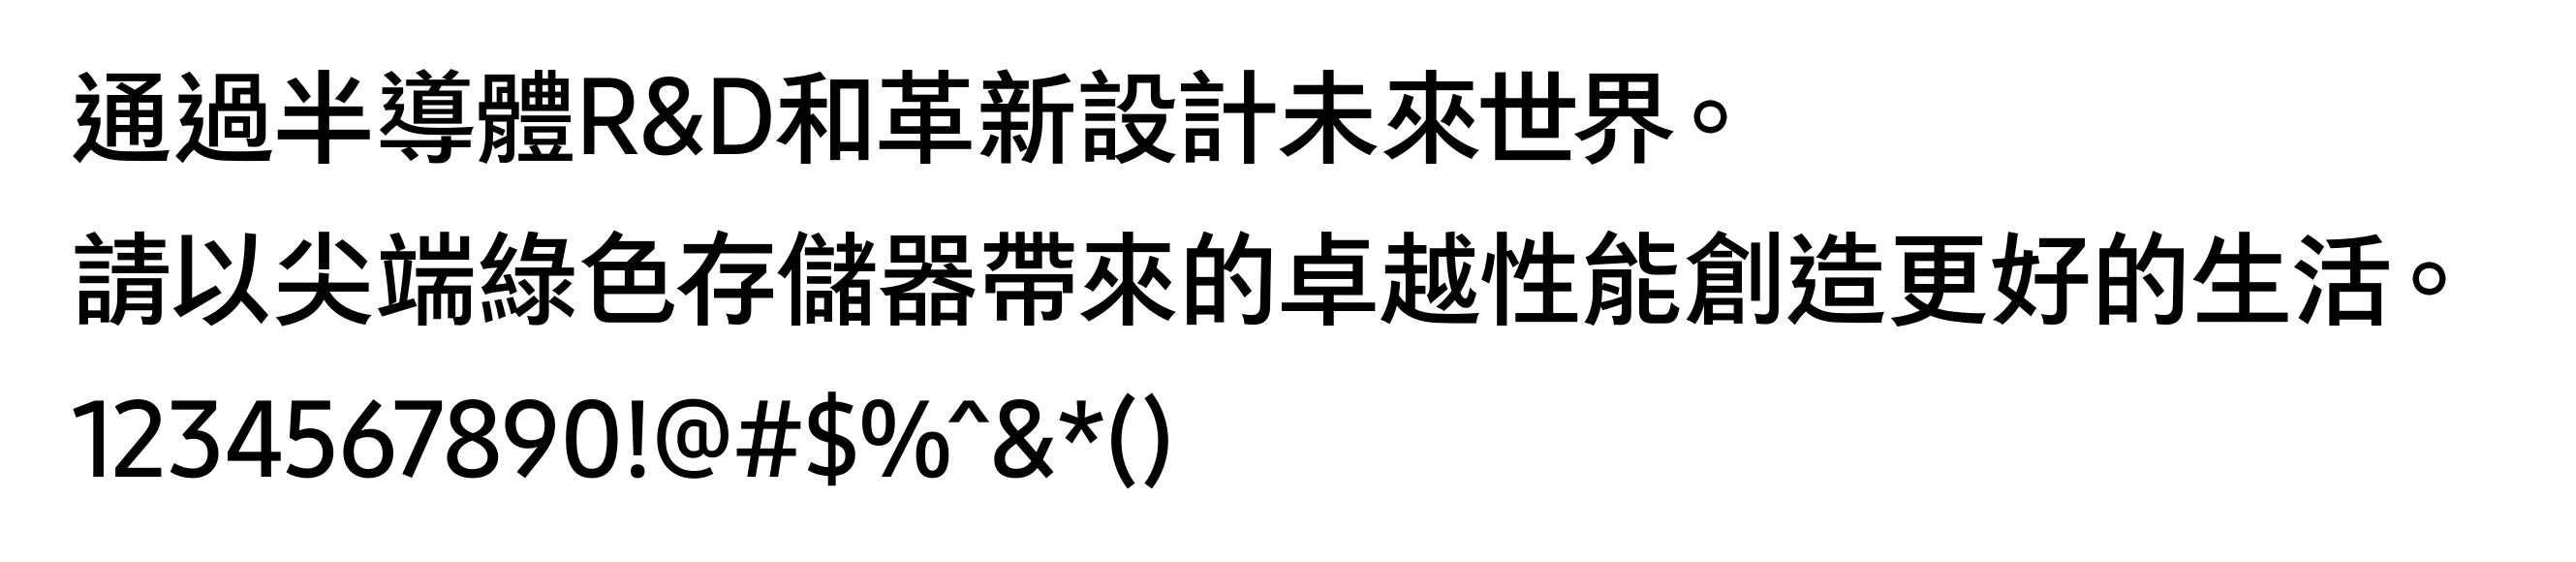 通過半導體R&D和革新設計未來世界。
請以尖端綠色存儲器帶來的卓越性能創造更好的生活。
1234567890!@#$%^&*()